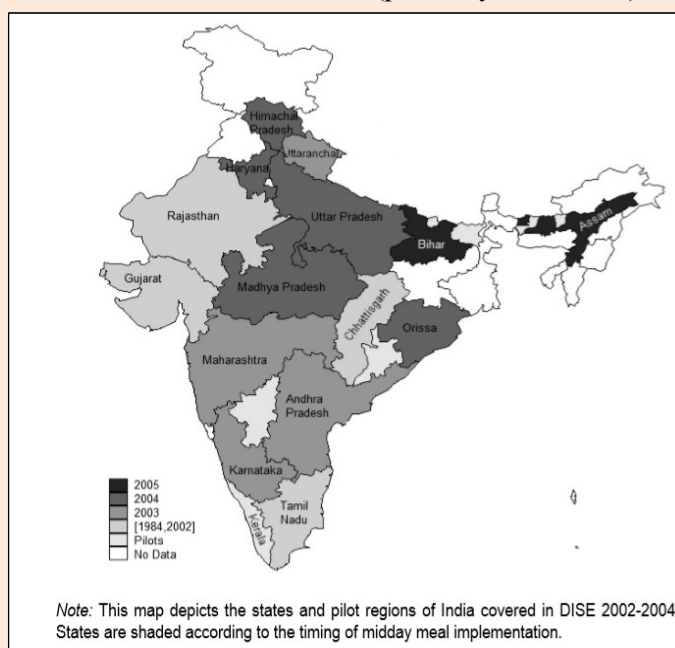 Himachal
Pradesh
Uttaranchal
Haryana
Rajasthan
Uttar Pradesh
Bihar
Assam
Gujarat
Madhya Pradesh
Chhattisgarh
Orissa
Maharashtra
Andhra
Pradesh
Karnataka
Tamil
Nadu
Kerala
2005
2004
2003
[1984,2002]
Pilots
No Data
Note: This map depicts the states and pilot regions of India covered in DISE 2002-2004
States are shaded according to the timing of midday meal implementation.